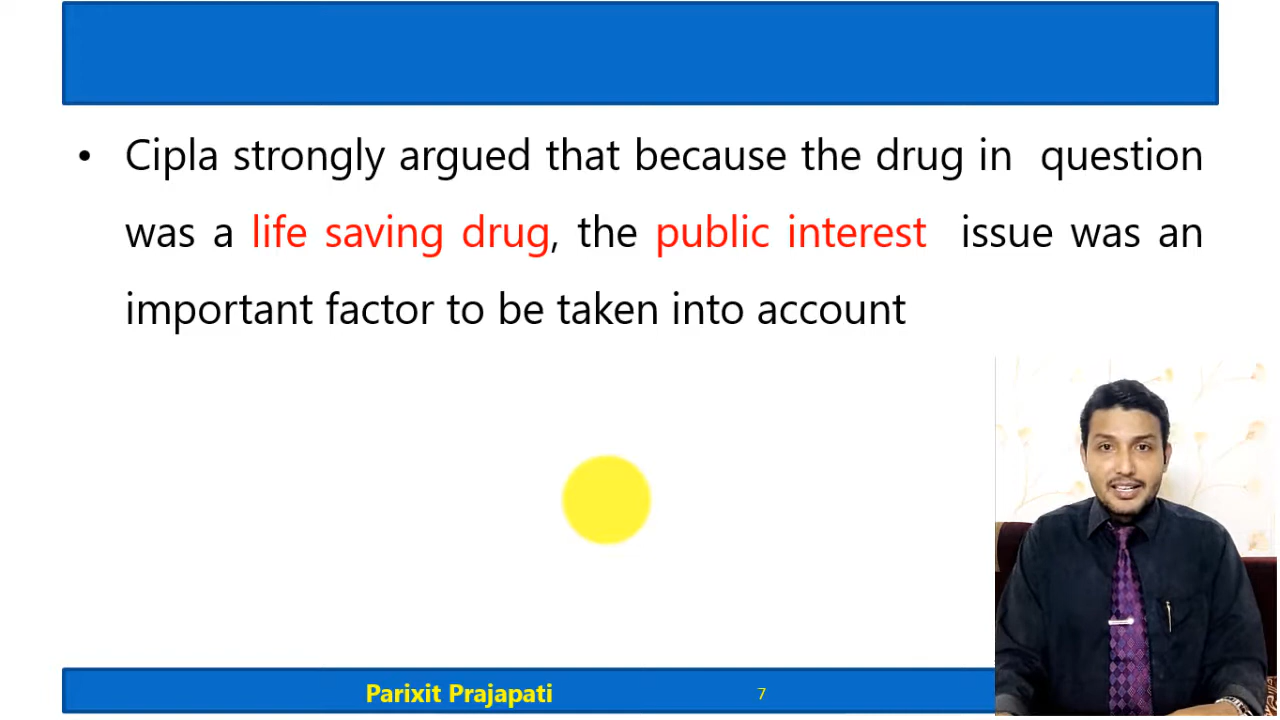 • Cipla strongly argued that because the drug in question
was a life saving drug, the public interest issue was an
important factor to be taken into account
Parixit Prajapati 7